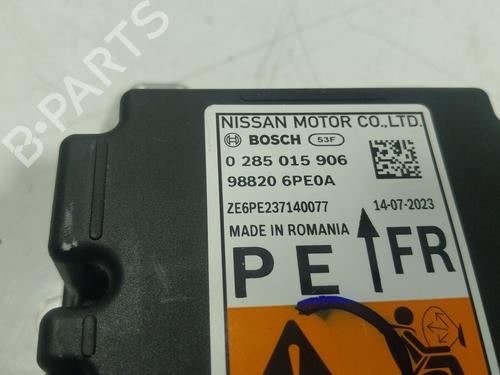 B-PARTS
NISSAN MOTOR CO.,LTD.
BOSCH 53F
0 285 015 906
98820 6PE0A
ZE6PE237140077 14-07-2023
MADE IN ROMANIA
PE FR